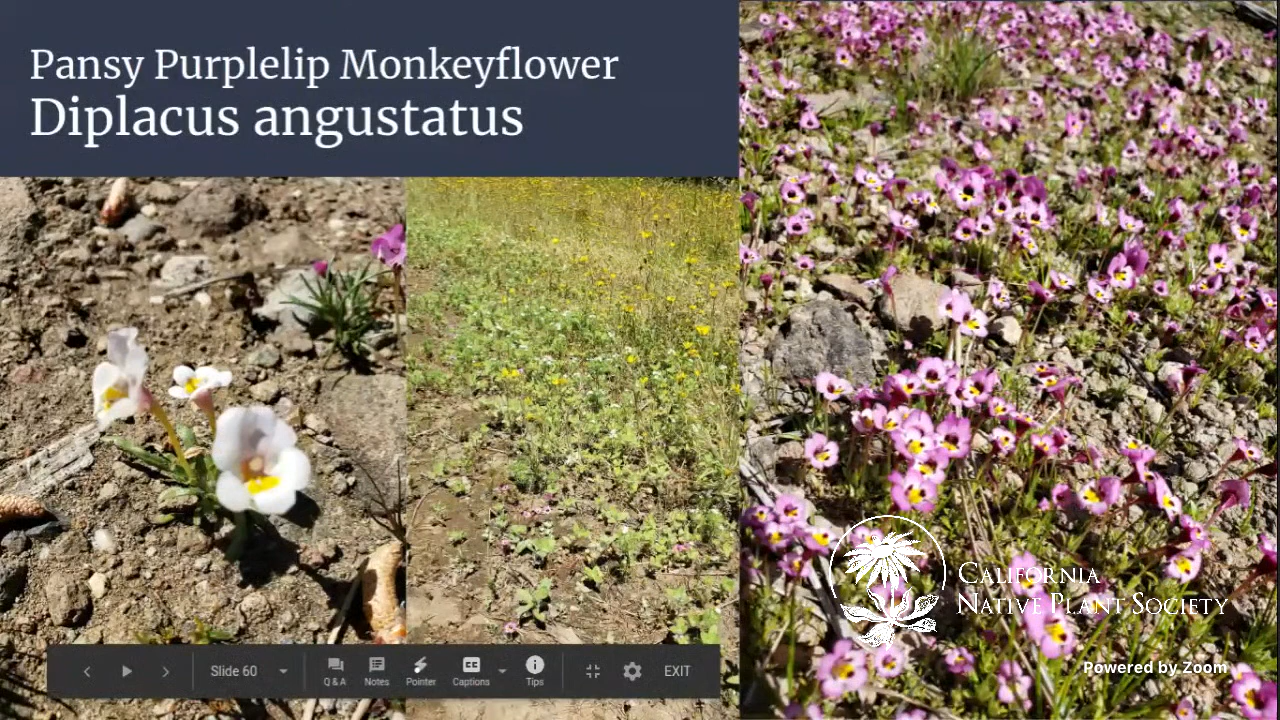 Pansy Purplelip Monkeyflower
Diplacus angustatus
CALIFORNIA
NATIVE PLANT SOCIETY
Powered by Zoom
Slide 60
Q & A
Notes
Pointer
CC
Captions
Tips
EXIT